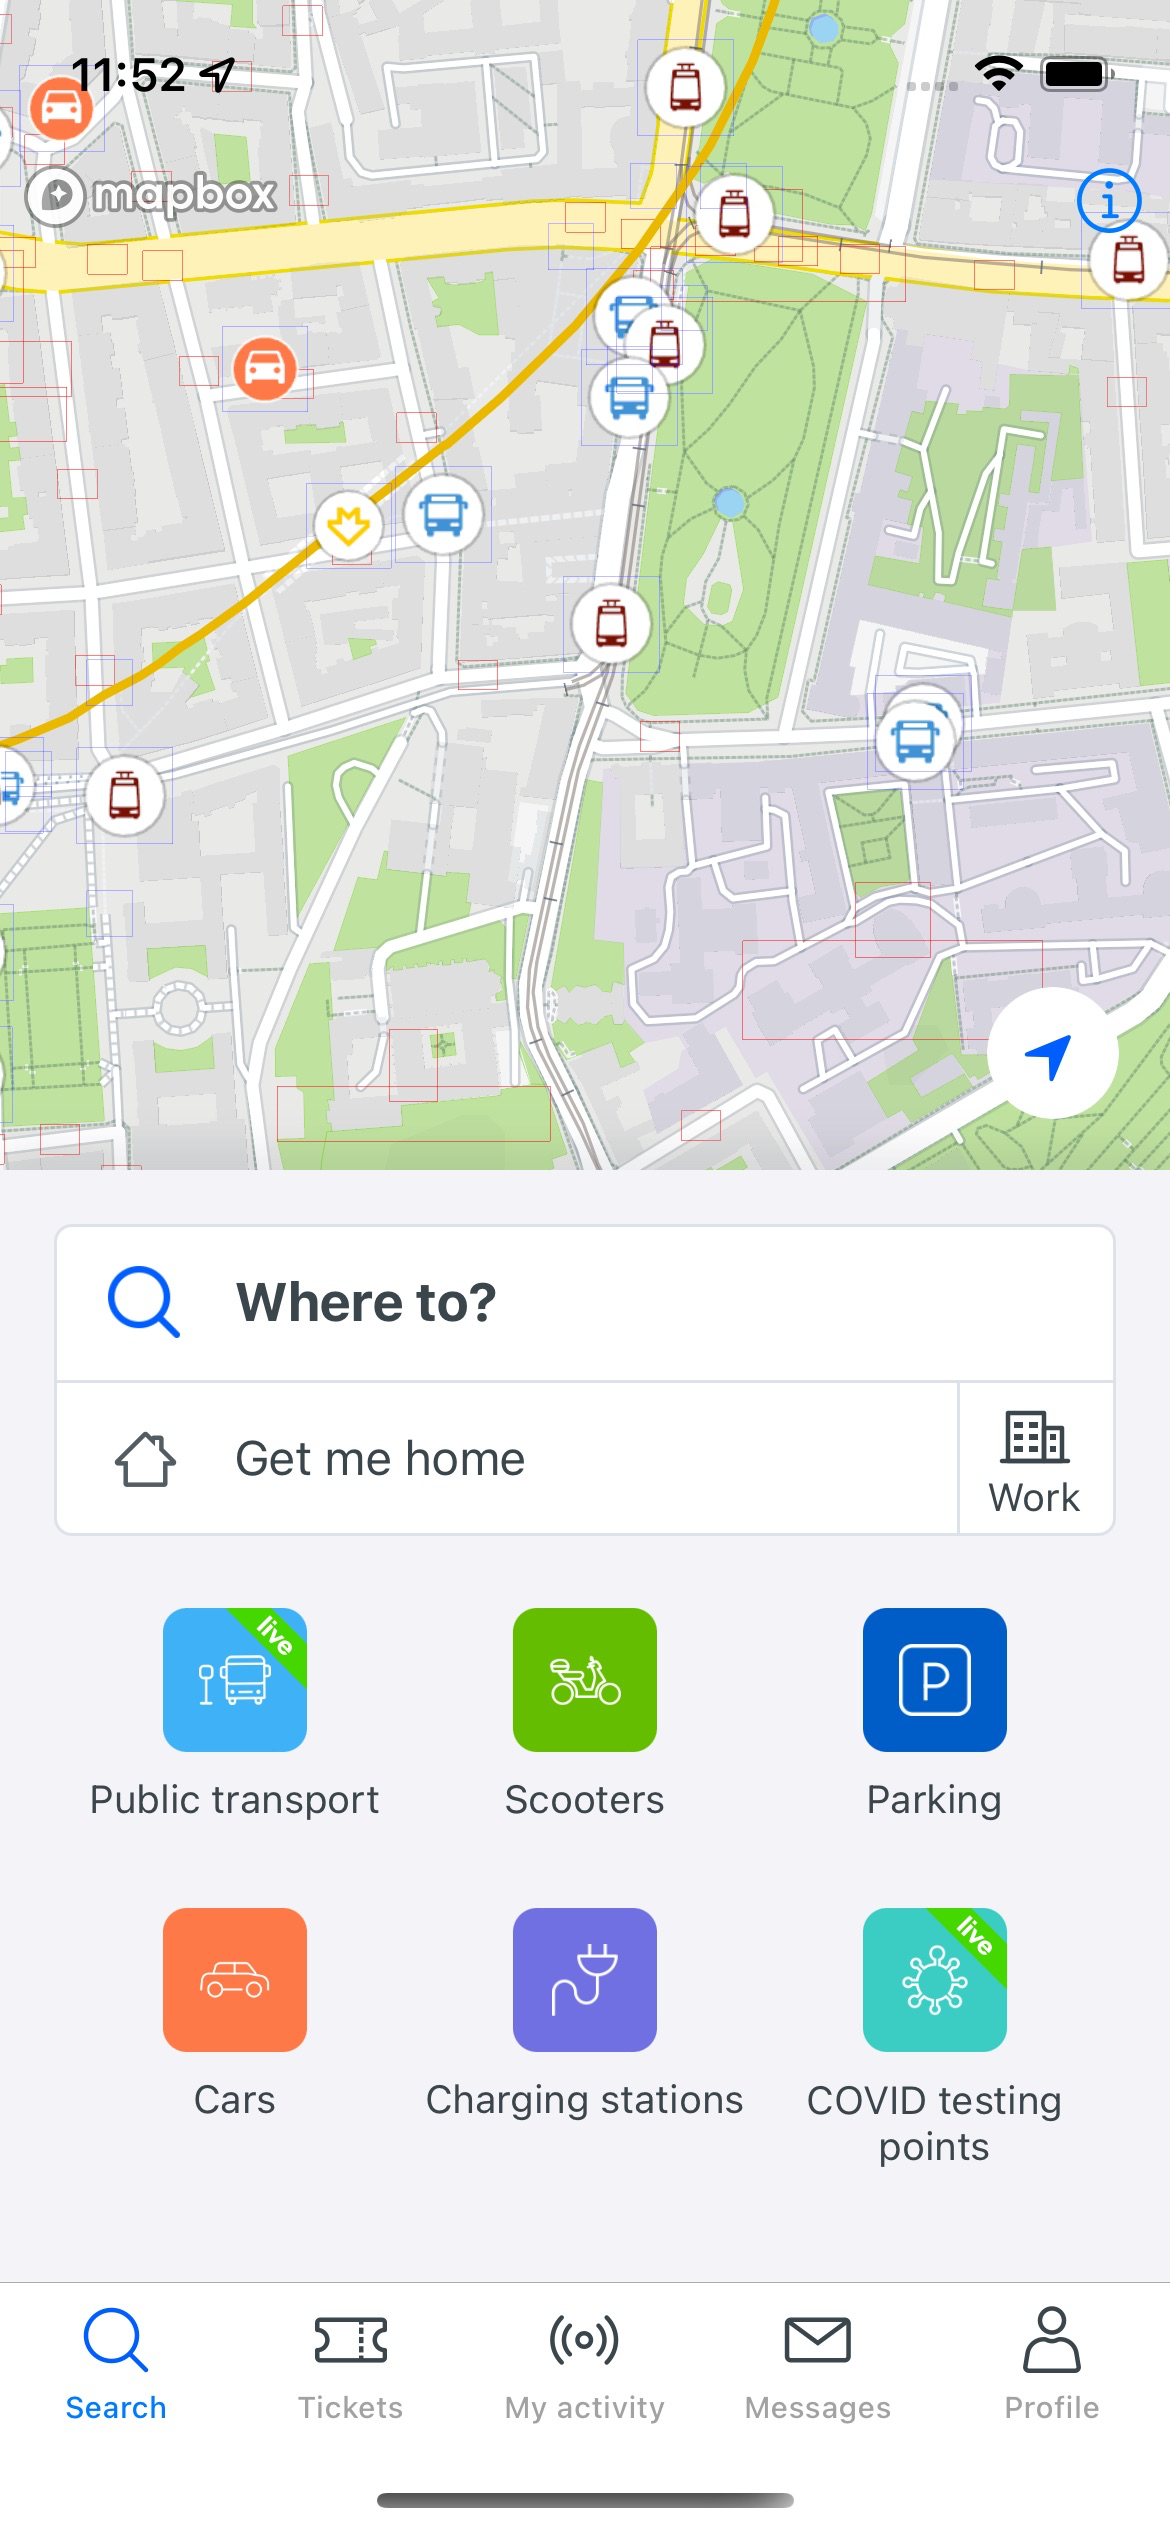 11:52
mapbox
Where to?
Get me home
Work
live
P
Public transport
Scooters
Parking
live
Cars
Charging stations
COVID testing
points
Search
Tickets
My activity
Messages
Profile